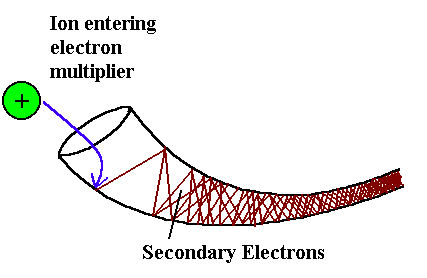 Ion entering
electron
multiplier
+
Secondary Electrons